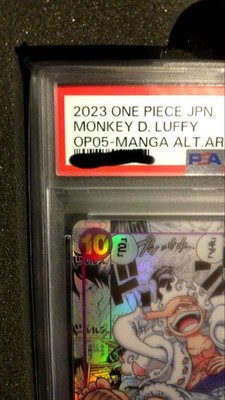 2023 ONE PIECE JPN.
MONKEY D. LUFFY
OP05-MANGA ALT.AR
PSA
10